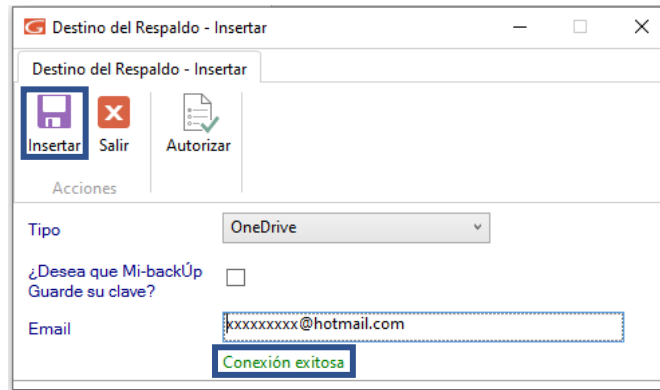 Destino del Respaldo - Insertar
Destino del Respaldo - Insertar
Insertar Salir Autorizar
Acciones
Tipo OneDrive
¿Desea que Mi-backÚp
Guarde su clave?
Email xxxxxxxxx@hotmail.com
Conexión exitosa